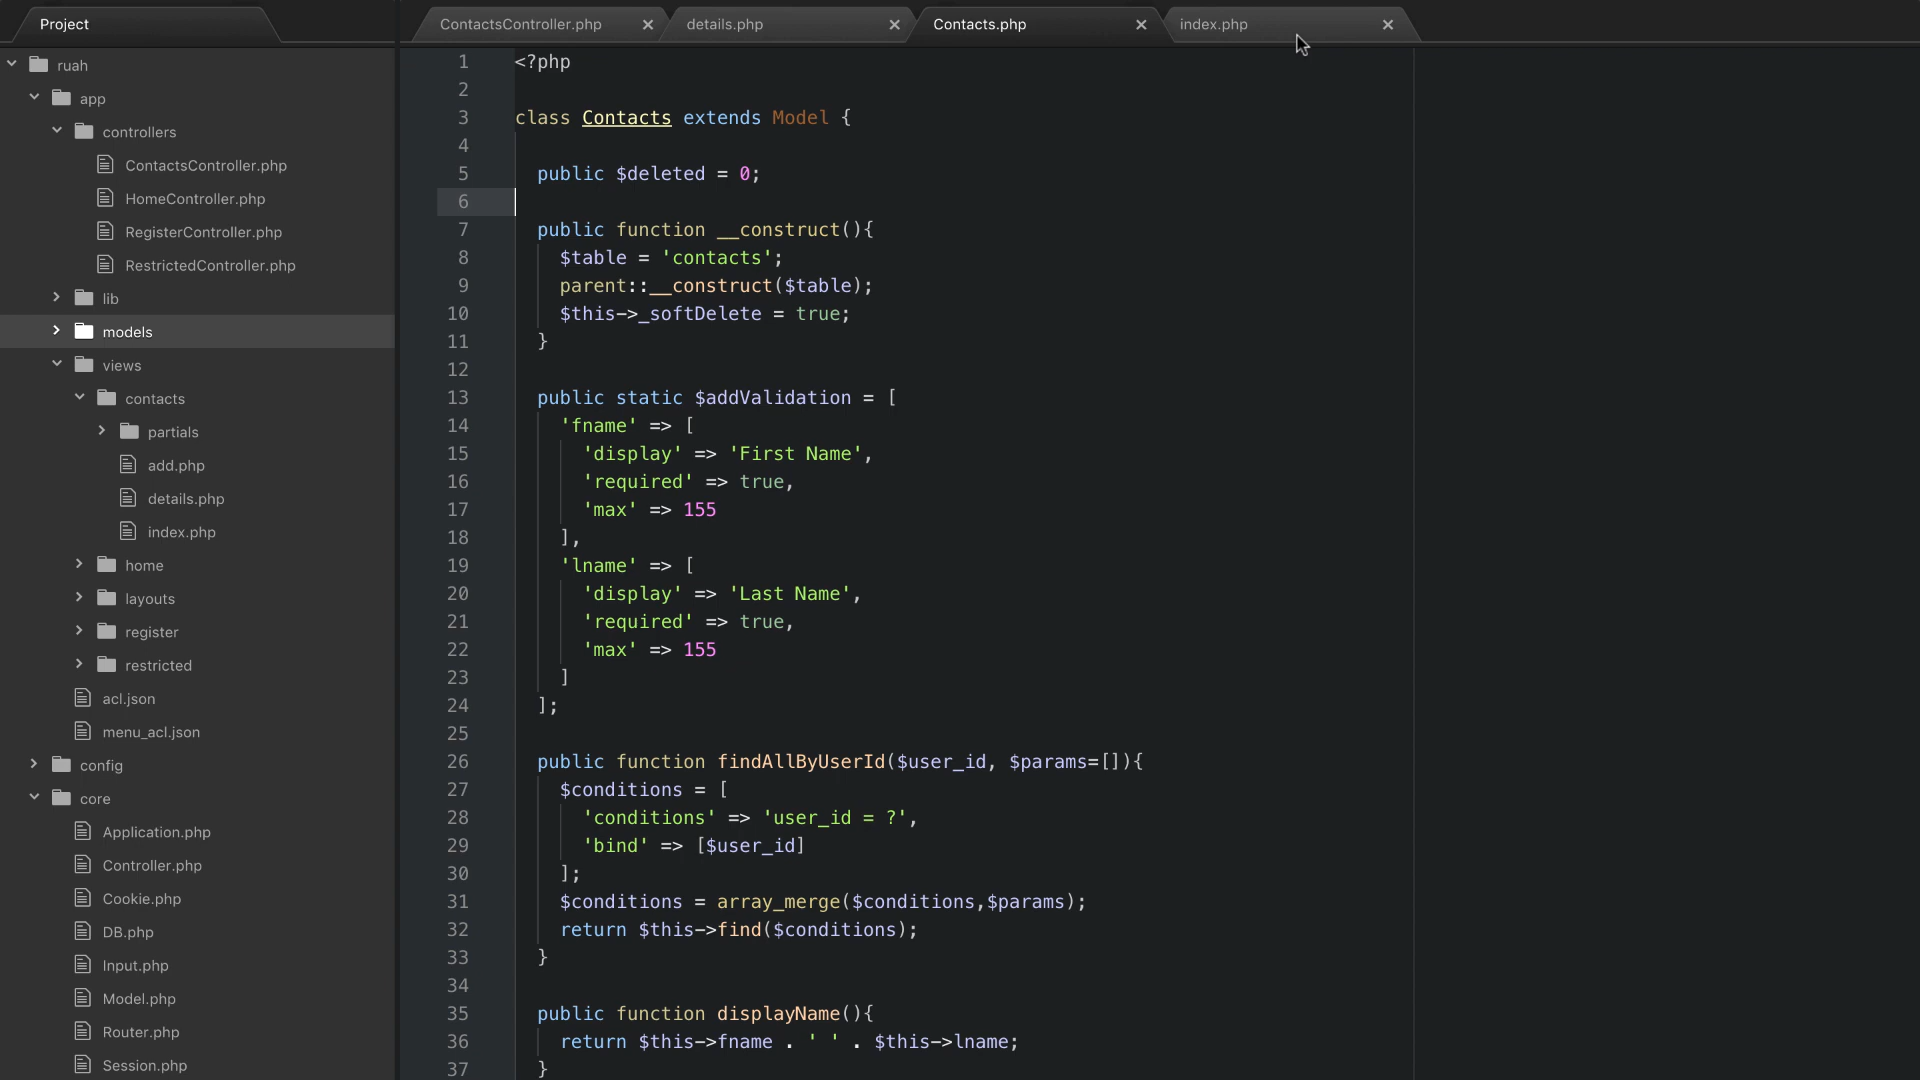 Project
ruah
app
controllers
ContactsController.php
HomeController.php
RegisterController.php
RestrictedController.php
lib
models
views
contacts
partials
add.php
details.php
index.php
home
layouts
register
restricted
acl.json
menu_acl.json
config
core
Application.php
Controller.php
Cookie.php
DB.php
Input.php
Model.php
Router.php
Session.php
ContactsController.php details.php Contacts.php index.php
1 <?php
2
3 class Contacts extends Model {
4
5   public $deleted = 0;
6
7   public function __construct(){
8     $table = 'contacts';
9     parent::__construct($table);
10     $this->_softDelete = true;
11   }
12
13   public static $addValidation = [
14     'fname' => [
15       'display' => 'First Name',
16       'required' => true,
17       'max' => 155
18     ],
19     'lname' => [
20       'display' => 'Last Name',
21       'required' => true,
22       'max' => 155
23     ]
24   ];
25
26   public function findAllByUserId($user_id, $params=[]){
27     $conditions = [
28       'conditions' => 'user_id = ?',
29       'bind' => [$user_id]
30     ];
31     $conditions = array_merge($conditions,$params);
32     return $this->find($conditions);
33   }
34
35   public function displayName(){
36     return $this->fname . ' ' . $this->lname;
37   }